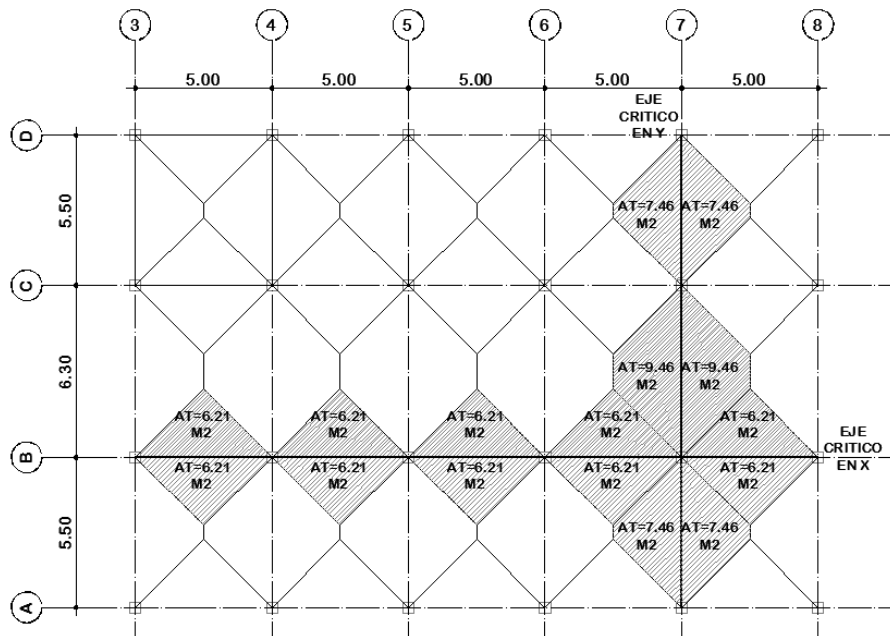 3 4 5 6 7 8
5.00 5.00 5.00 5.00 5.00
EJE
CRITICO
EN Y
D
AT=7.46
M2
AT=7.46
M2
5.50
C
6.30
AT=9.46
M2
AT=9.46
M2
AT=6.21
M2
AT=6.21
M2
AT=6.21
M2
AT=6.21
M2
AT=6.21
M2
EJE
CRITICO
EN X
B
AT=6.21
M2
AT=6.21
M2
AT=6.21
M2
AT=6.21
M2
AT=6.21
M2
5.50
AT=7.46
M2
AT=7.46
M2
A